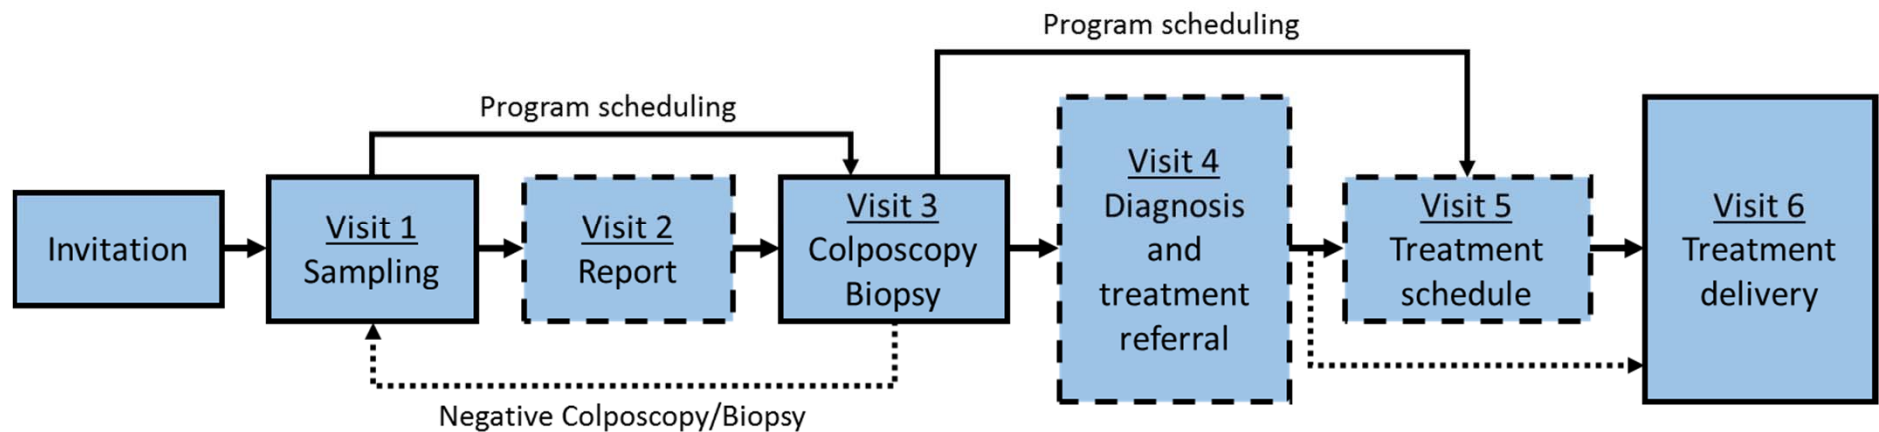 Program scheduling
Program scheduling
Invitation
Visit 1
Sampling
Visit 2
Report
Visit 3
Colposcopy
Biopsy
Visit 4
Diagnosis
and
treatment
referral
Visit 5
Treatment
schedule
Visit 6
Treatment
delivery
Negative Colposcopy/Biopsy